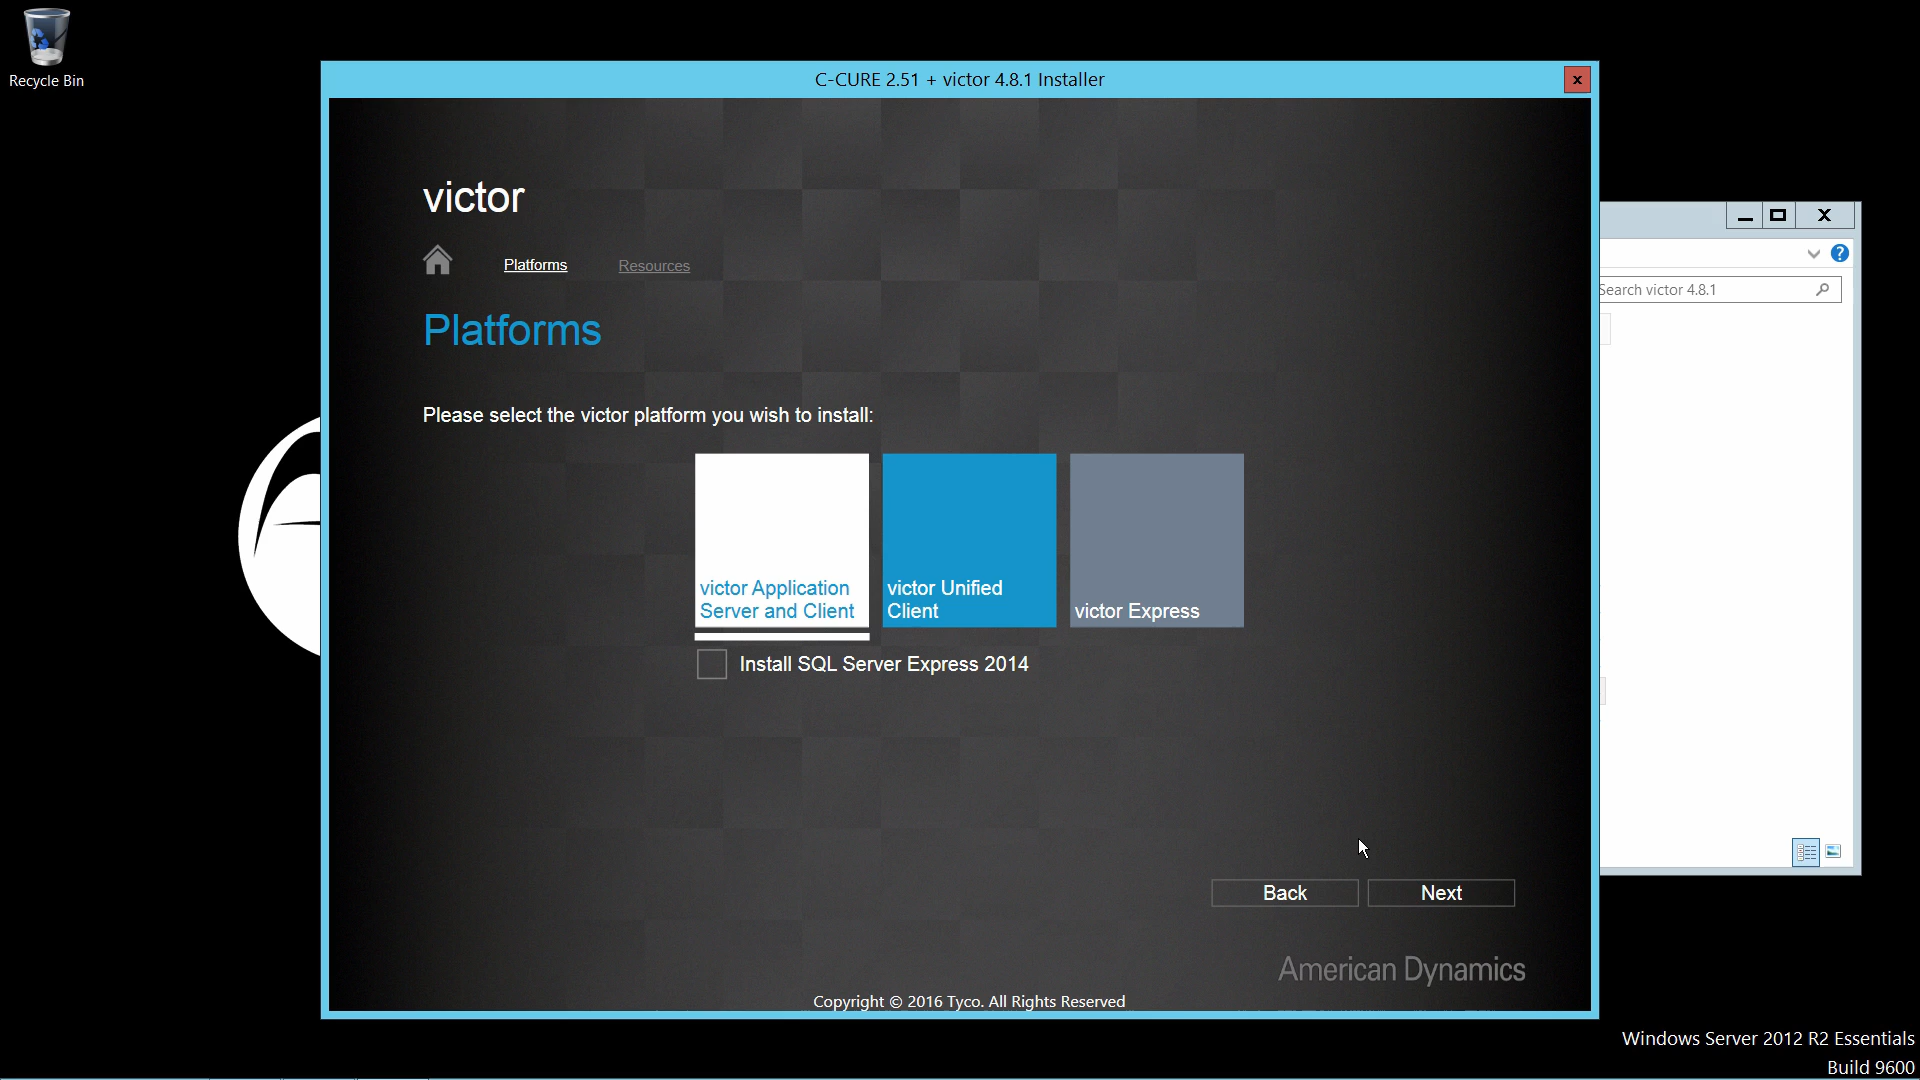 Recycle Bin
C-CURE 2.51 + victor 4.8.1 Installer
x
victor
Platforms
Resources
Platforms
Please select the victor platform you wish to install:
victor Application
Server and Client
victor Unified
Client
victor Express
Install SQL Server Express 2014
Back
Next
American Dynamics
Copyright © 2016 Tyco. All Rights Reserved
X
?
Search victor 4.8.1
Windows Server 2012 R2 Essentials
Build 9600